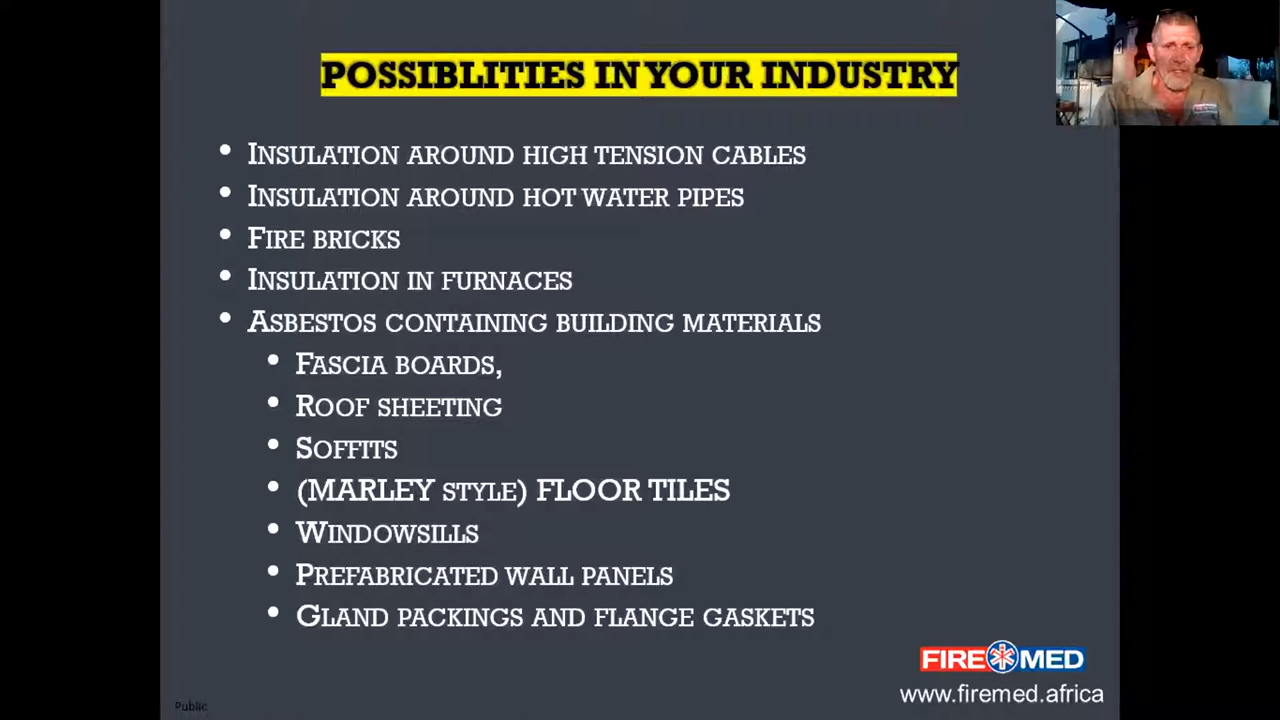 POSSIBLITIES IN YOUR INDUSTRY
• INSULATION AROUND HIGH TENSION CABLES
• INSULATION AROUND HOT WATER PIPES
• FIRE BRICKS
• INSULATION IN FURNACES
• ASBESTOS CONTAINING BUILDING MATERIALS
• FASCIA BOARDS,
• ROOF SHEETING
• SOFFITS
• (MARLEY STYLE) FLOOR TILES
• WINDOWSILLS
• PREFABRICATED WALL PANELS
• GLAND PACKINGS AND FLANGE GASKETS
FIRE MED
www.firemed.africa
Public